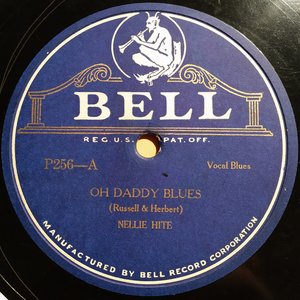 BELL
REG. U.S. PAT. OFF.
P256—A Vocal Blues
OH DADDY BLUES
(Russell & Herbert)
NELLIE HITE
MANUFACTURED BY BELL RECORD CORPORATION